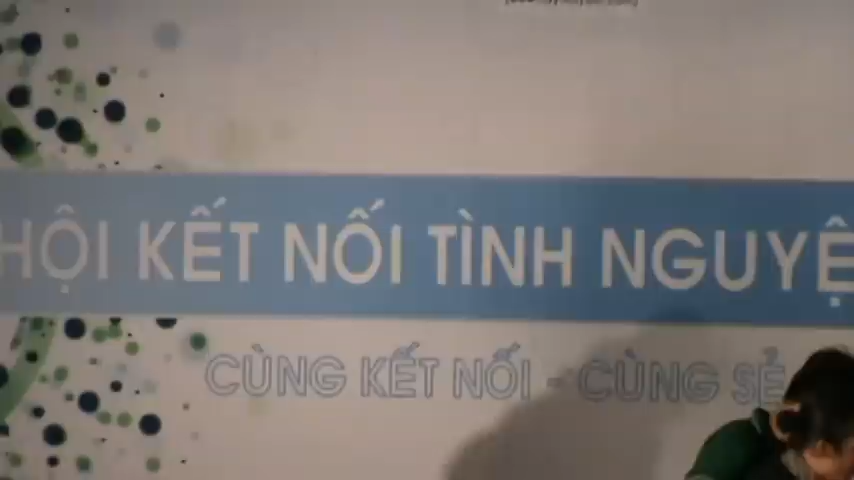 HỘI KẾT NỐI TÌNH NGUYỆ
CÙNG KẾT NỐI - CÙNG SẺ